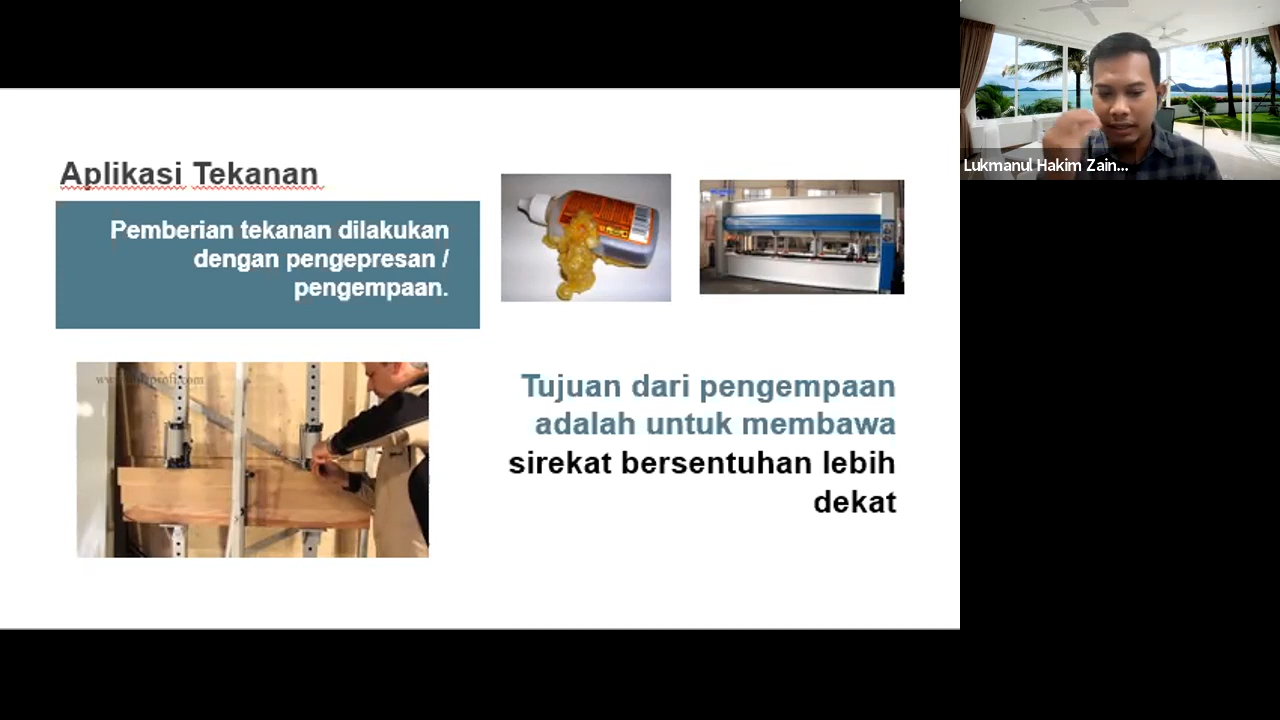 Aplikasi Tekanan
Pemberian tekanan dilakukan
dengan pengepresan /
pengempaan.
Tujuan dari pengempaan
adalah untuk membawa
sirekat bersentuhan lebih
dekat
Lukmanul Hakim Zain...